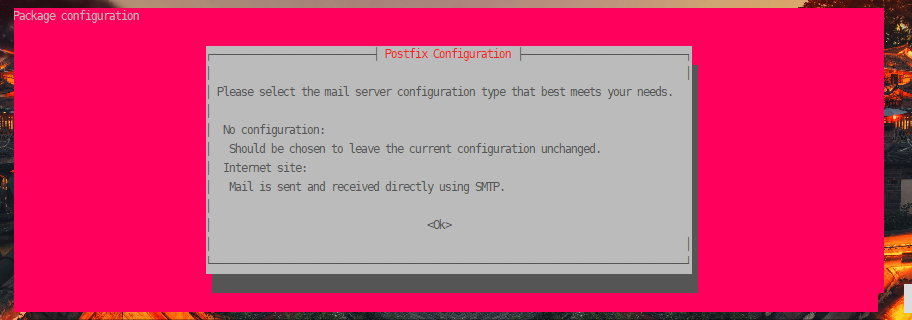 Package configuration
Postfix Configuration
Please select the mail server configuration type that best meets your needs.
No configuration:
Should be chosen to leave the current configuration unchanged.
Internet site:
Mail is sent and received directly using SMTP.
<Ok>